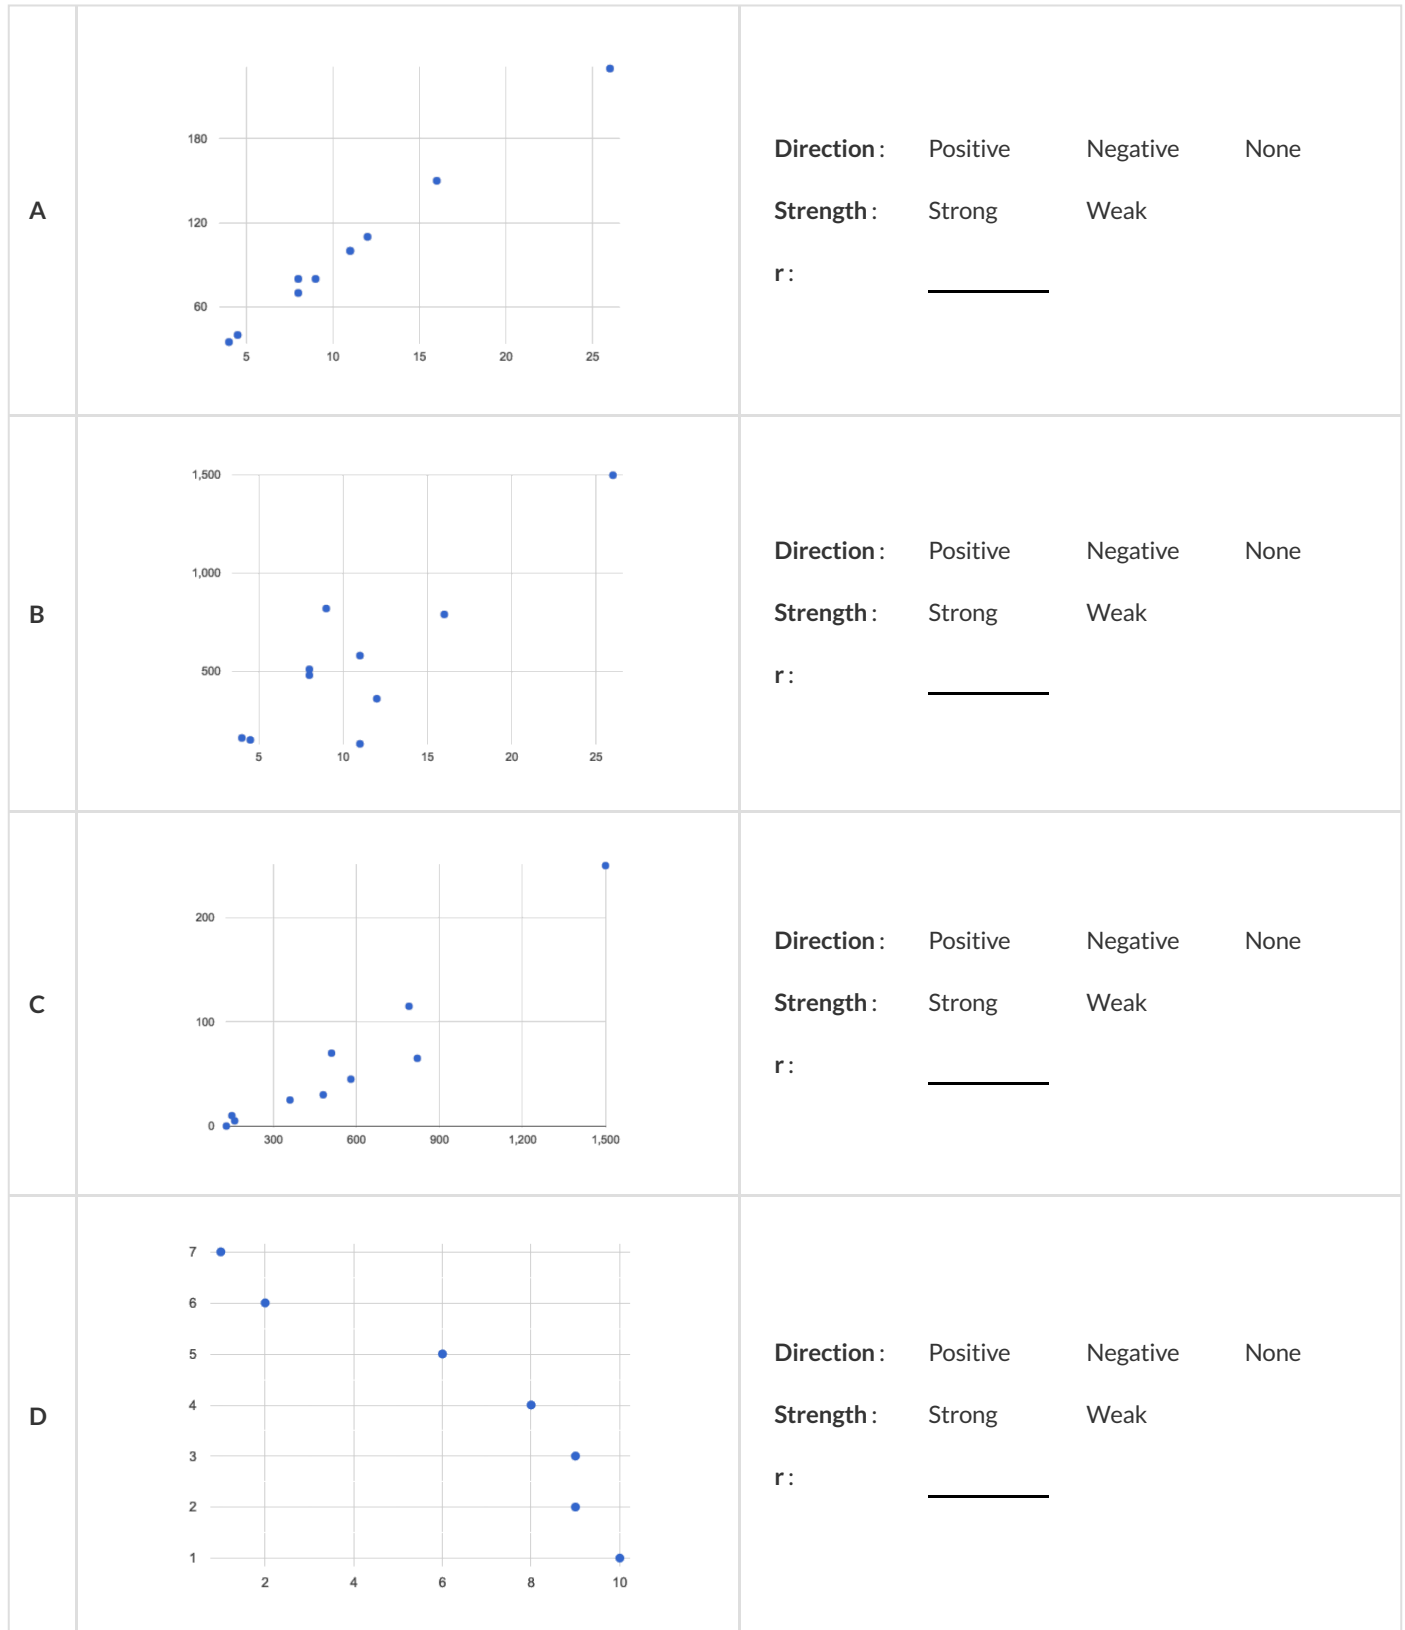 180
Direction: Positive Negative None
A
Strength: Strong Weak
120
r:
60
5 10 15 20 25
1,500
Direction: Positive Negative None
1,000
B
Strength: Strong Weak
500
r:
5 10 15 20 25
200
Direction: Positive Negative None
C
Strength: Strong Weak
100
r:
0
300 600 900 1,200 1,500
7
6
5
Direction: Positive Negative None
4
D
Strength: Strong Weak
3
r:
2
1
2 4 6 8 10